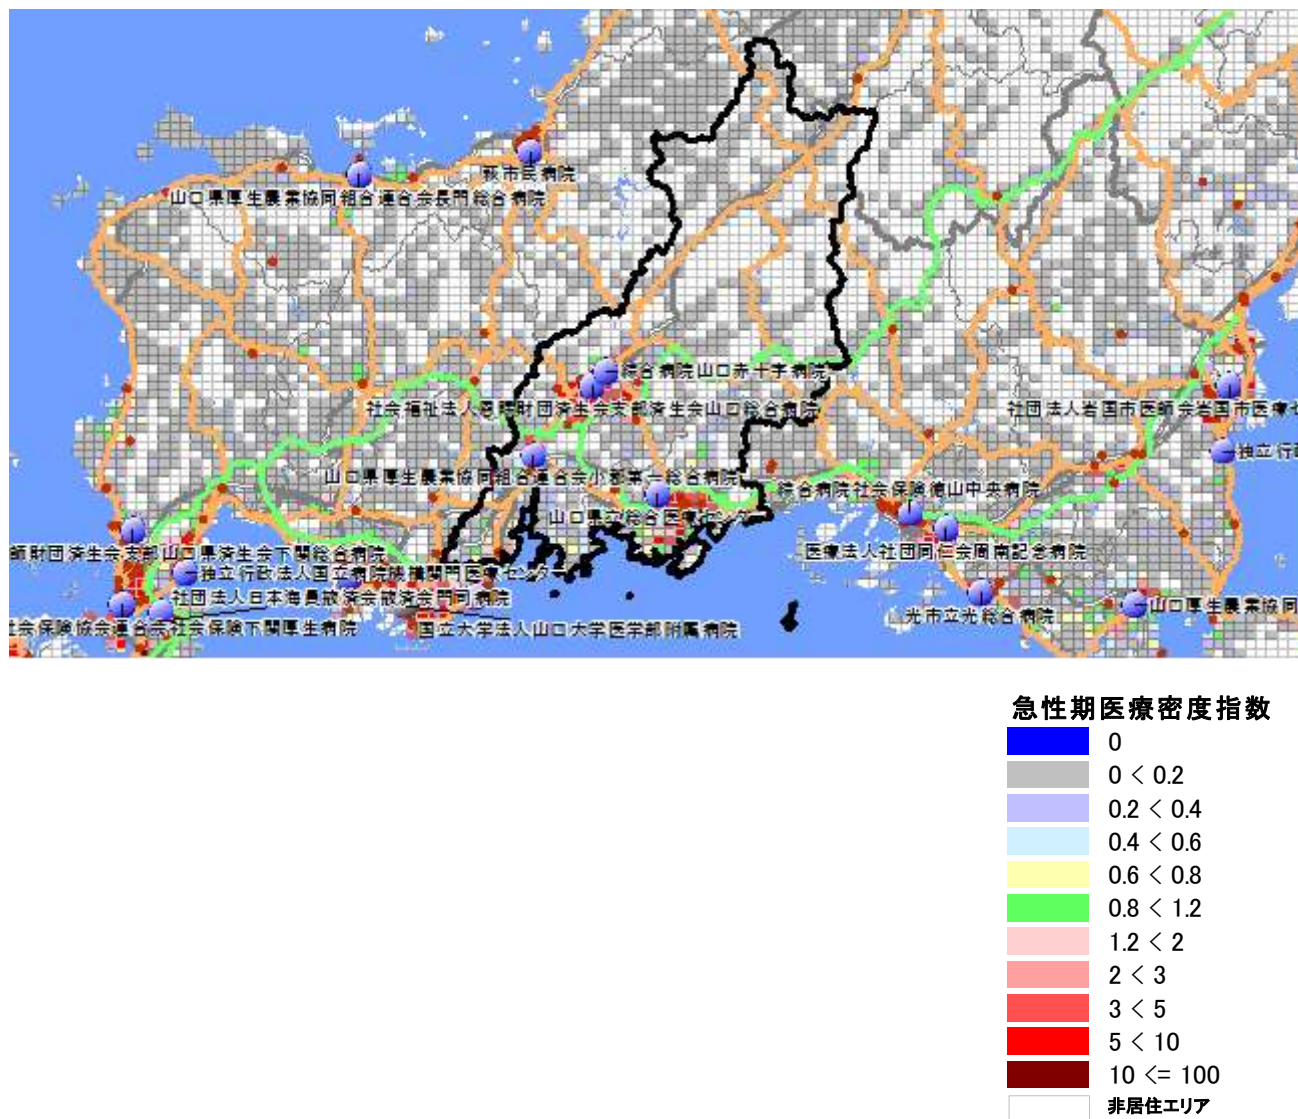 萩市民病院
山口県厚生農業協同組合連合会長門総合病院
綜合病院山口赤十字病院
社会福祉法人恩賜財団済生会支部済生会山口総合病院
社団法人岩国市医師会岩国市医療セ
独立行政
山口県厚生農業協同組合連合会小郡第一総合病院
綜合病院社会保険徳山中央病院
山口県立総合医療センター
医療法人社団同仁会周南記念病院
師財団済生会支部山口県済生会下関総合病院
独立行政法人国立病院機構関門医療センター
社団法人日本海員掖済会掖済会門司病院
山口厚生農業協同
光市立光総合病院
社会保険協会連合会社会保険下関厚生病院
国立大学法人山口大学医学部附属病院
急性期医療密度指数
0
0 < 0.2
0.2 < 0.4
0.4 < 0.6
0.6 < 0.8
0.8 < 1.2
1.2 < 2
2 < 3
3 < 5
5 < 10
10 <= 100
非居住エリア